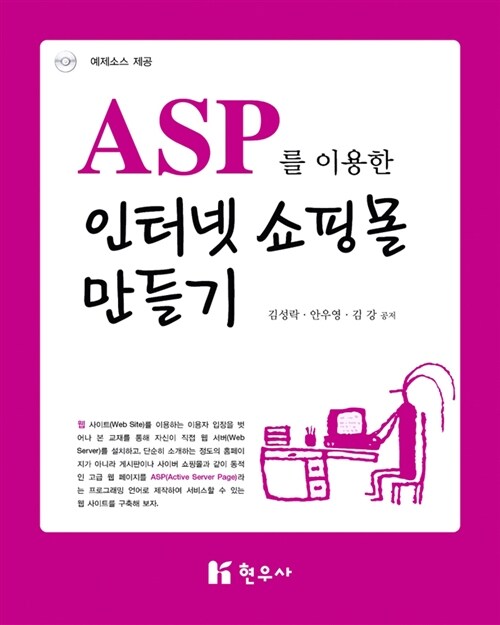 예제소스 제공
ASP를 이용한
인터넷 쇼핑몰
만들기
김성락 · 안우영 · 김 강 공저
웹 사이트(Web Site)를 이용하는 이용자 입장을 벗
어나 본 교재를 통해 자신이 직접 웹 서버(Web
Server)를 설치하고, 단순히 소개하는 정도의 홈페이
지가 아니라 게시판이나 사이버 쇼핑몰과 같이 동적
인 고급 웹 페이지를 ASP(Active Server Page)라
는 프로그래밍 언어로 제작하여 서비스할 수 있는
웹 사이트를 구축해 보자.
현우사